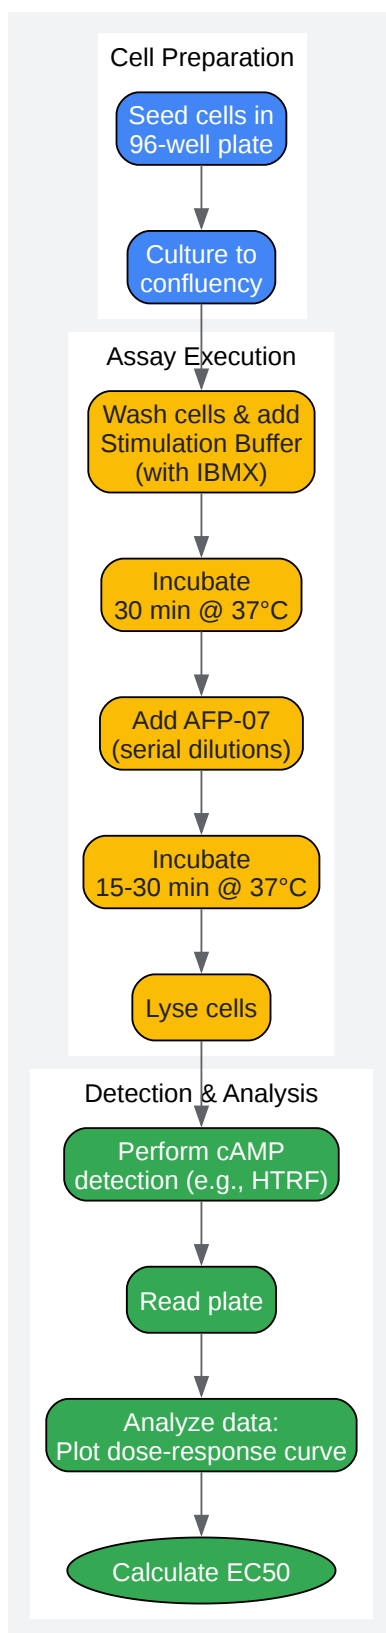 Cell Preparation
Seed cells in
96-well plate
Culture to
confluency
Assay Execution
Wash cells & add
Stimulation Buffer
(with IBMX)
Incubate
30 min @ 37°C
Add AFP-07
(serial dilutions)
Incubate
15-30 min @ 37°C
Lyse cells
Detection & Analysis
Perform cAMP
detection (e.g., HTRF)
Read plate
Analyze data:
Plot dose-response curve
Calculate EC50